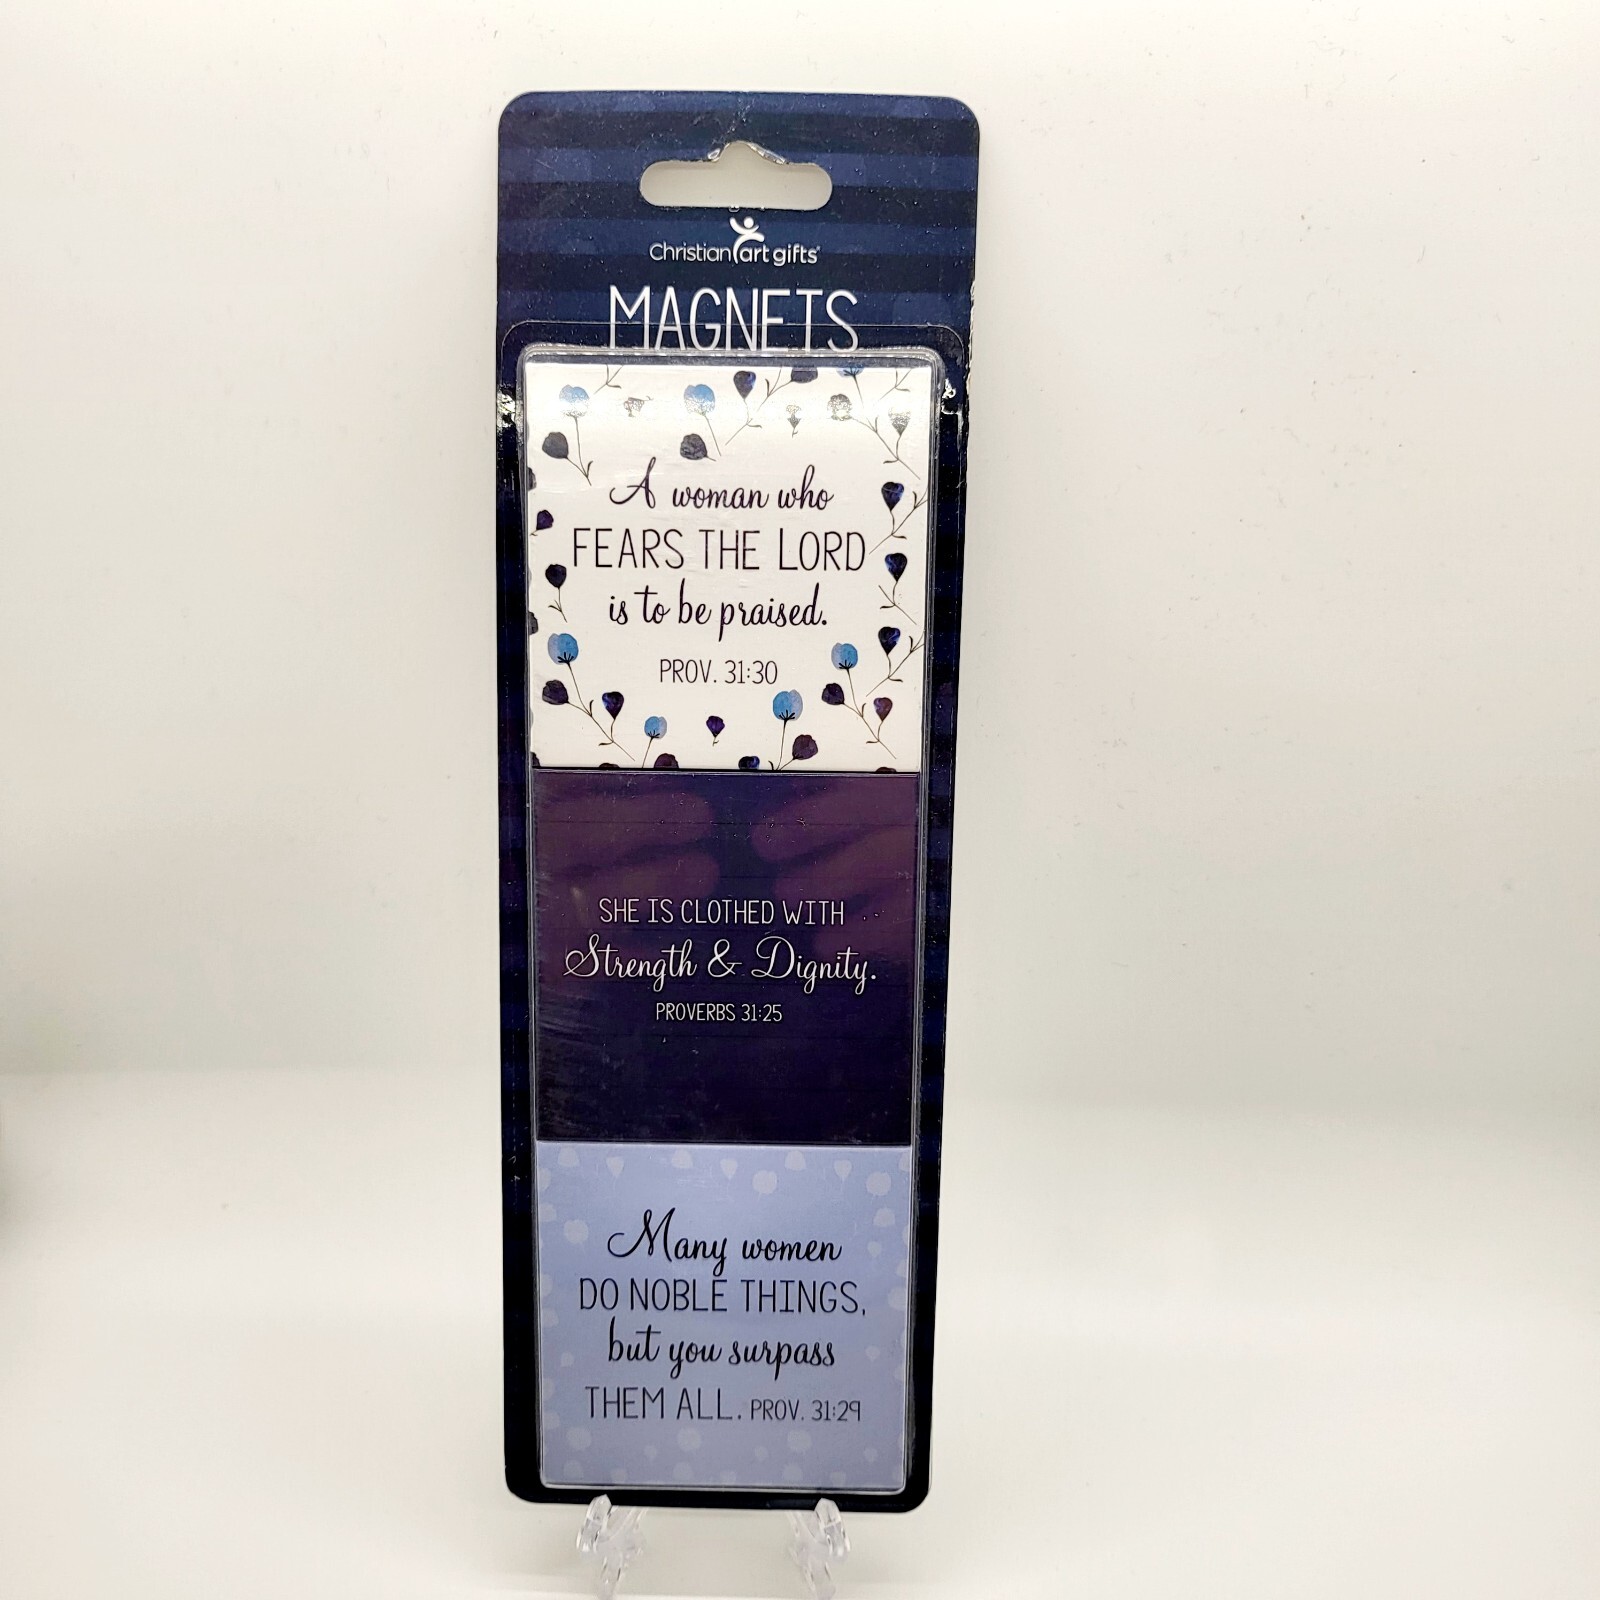 Christian art gifts®
MAGNETS
A woman who
FEARS THE LORD
is to be praised.
PROV. 31:30
SHE IS CLOTHED WITH
Strength & Dignity.
PROVERBS 31:25
Many women
DO NOBLE THINGS,
but you surpass
THEM ALL. PROV. 31:29